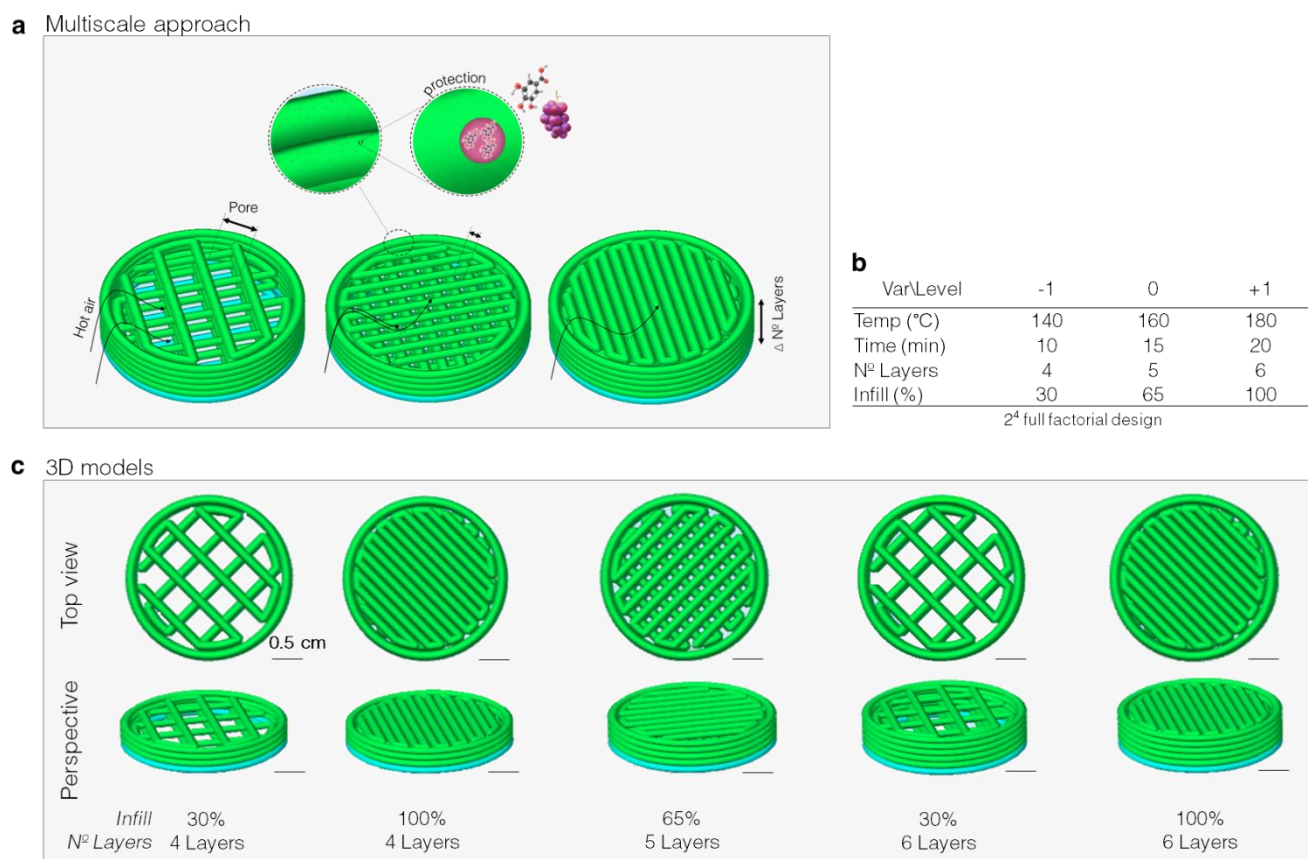 a Multiscale approach
protection
Pore
Hot air
Δ Nº Layers
b
Var\Level -1 0 +1
Temp (°C) 140 160 180
Time (min) 10 15 20
Nº Layers 4 5 6
Infill (%) 30 65 100
2⁴ full factorial design
c 3D models
Top view
0.5 cm
Perspective
Infill 30% 100% 65% 30% 100%
Nº Layers 4 Layers 4 Layers 5 Layers 6 Layers 6 Layers